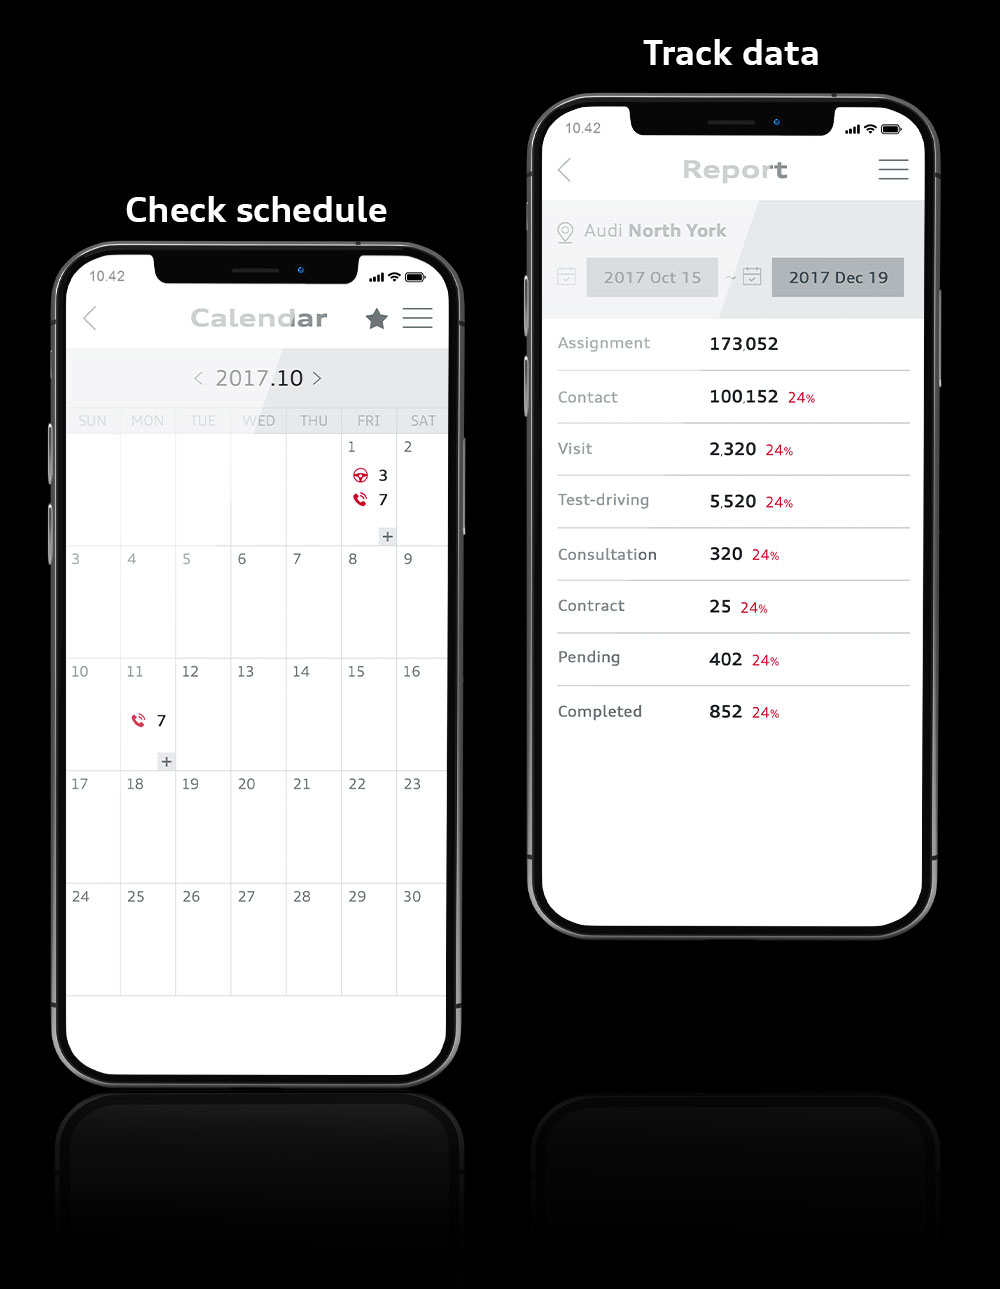 Check schedule
10.42
Calendar
2017.10
SUN MON TUE WED THU FRI SAT
1 2
3
7
+
3 4 5 6 7 8 9
10 11 12 13 14 15 16
7
+
17 18 19 20 21 22 23
24 25 26 27 28 29 30
Track data
10.42
Report
Audi North York
2017 Oct 15 ~ 2017 Dec 19
Assignment 173,052
Contact 100,152 24%
Visit 2,320 24%
Test-driving 5,520 24%
Consultation 320 24%
Contract 25 24%
Pending 402 24%
Completed 852 24%